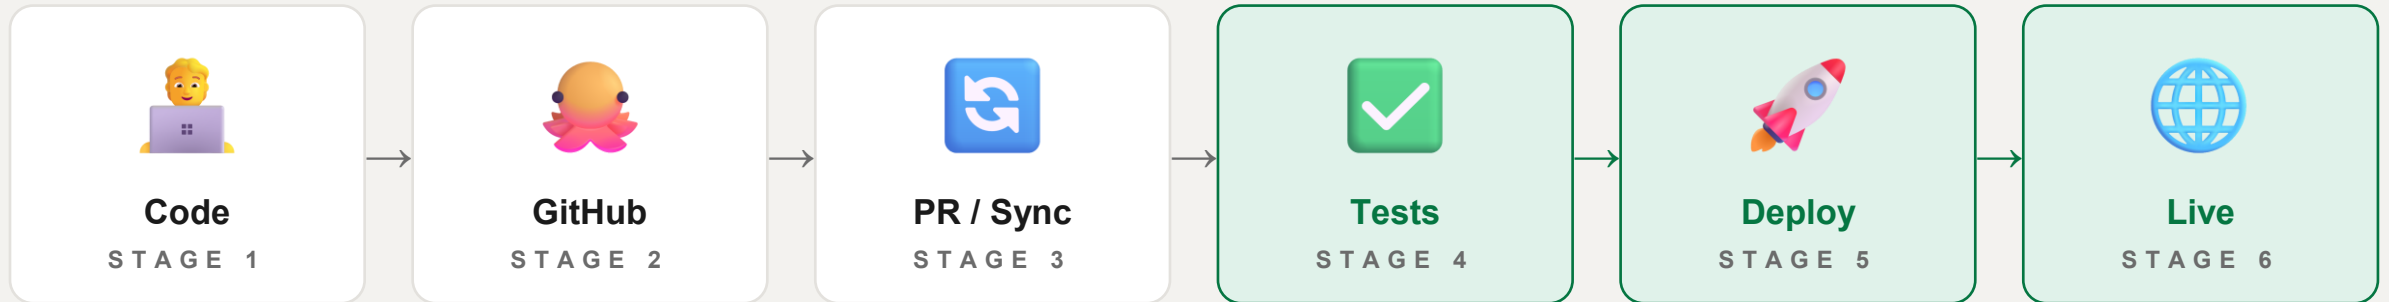 Code
STAGE 1
GitHub
STAGE 2
PR / Sync
STAGE 3
Tests
STAGE 4
Deploy
STAGE 5
Live
STAGE 6